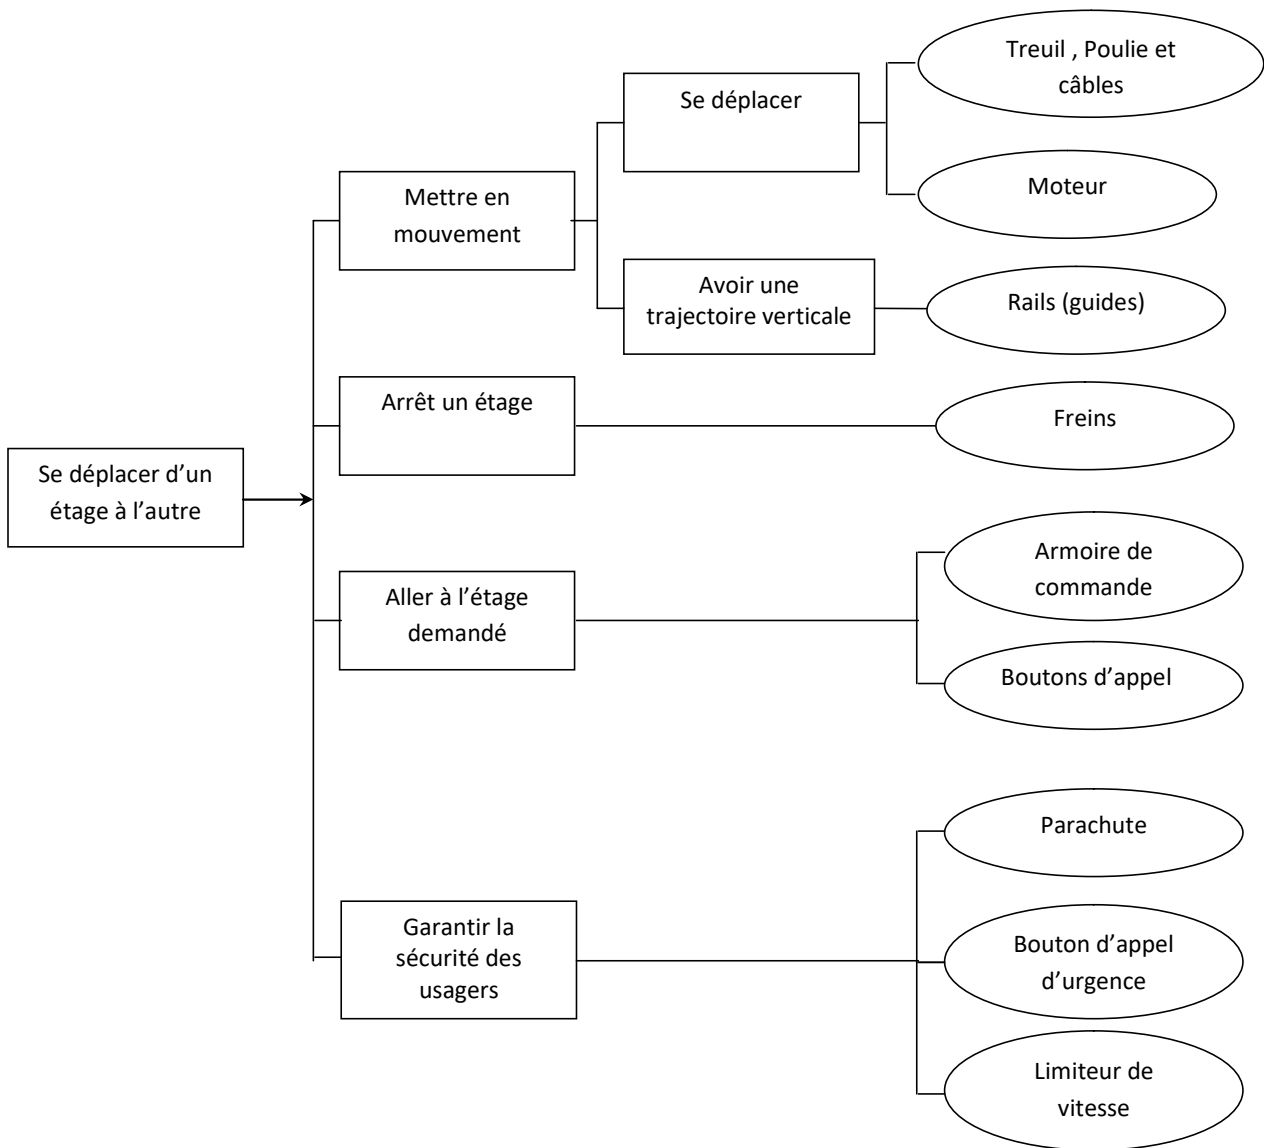 Se déplacer d’un
étage à l’autre
Mettre en
mouvement
Se déplacer
Treuil , Poulie et
câbles
Moteur
Avoir une
trajectoire verticale
Rails (guides)
Arrêt un étage
Freins
Aller à l’étage
demandé
Armoire de
commande
Boutons d’appel
Garantir la
sécurité des
usagers
Parachute
Bouton d’appel
d’urgence
Limiteur de
vitesse